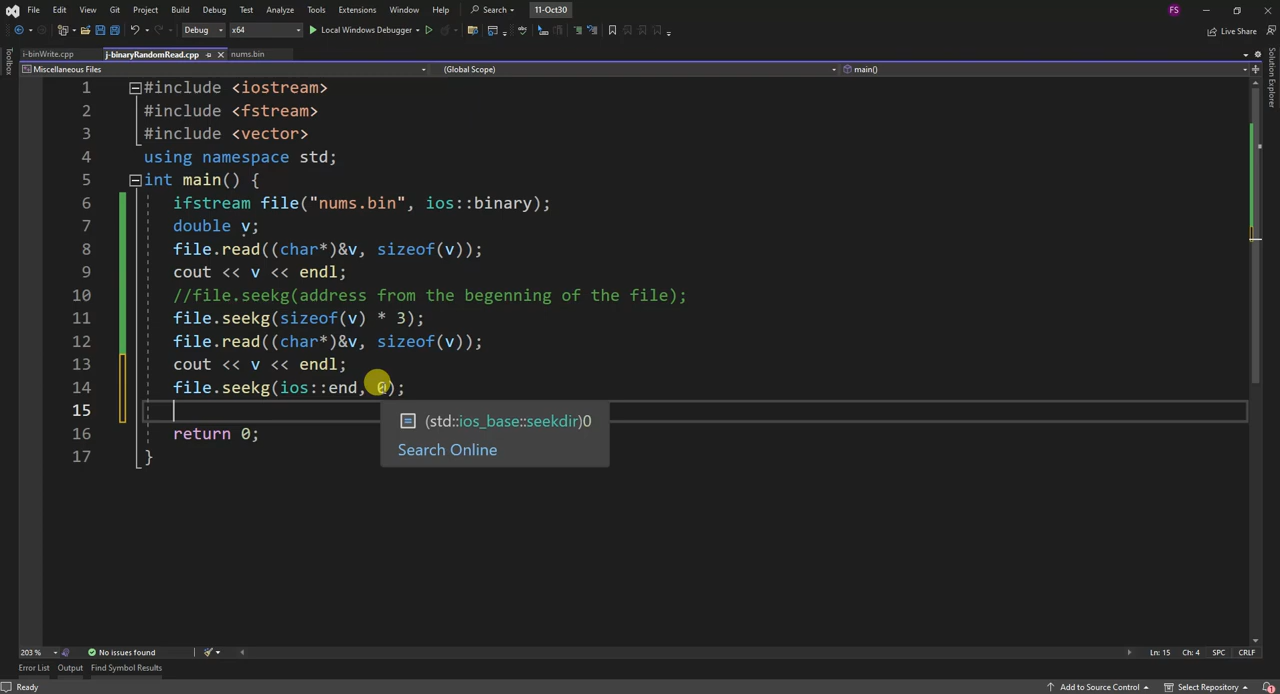 File Edit View Git Project Build Debug Test Analyze Tools Extensions Window Help Search 11-Oct30 FS
Debug x64 Local Windows Debugger Live Share
j-binWrite.cpp j-binaryRandomRead.cpp nums.bin
Toolbox
Miscellaneous Files (Global Scope) main()
Solution Explorer
1 #include <iostream>
2 #include <fstream>
3 #include <vector>
4 using namespace std;
5 int main() {
6 ifstream file("nums.bin", ios::binary);
7 double v;
8 file.read((char*)&v, sizeof(v));
9 cout << v << endl;
10 //file.seekg(address from the begenning of the file);
11 file.seekg(sizeof(v) * 3);
12 file.read((char*)&v, sizeof(v));
13 cout << v << endl;
14 file.seekg(ios::end, 0);
15
(std::ios_base::seekdir)0
16 return 0;
Search Online
17 }
203 % No issues found Ln: 15 Ch: 4 SPC CRLF
Error List Output Find Symbol Results
Ready Add to Source Control Select Repository